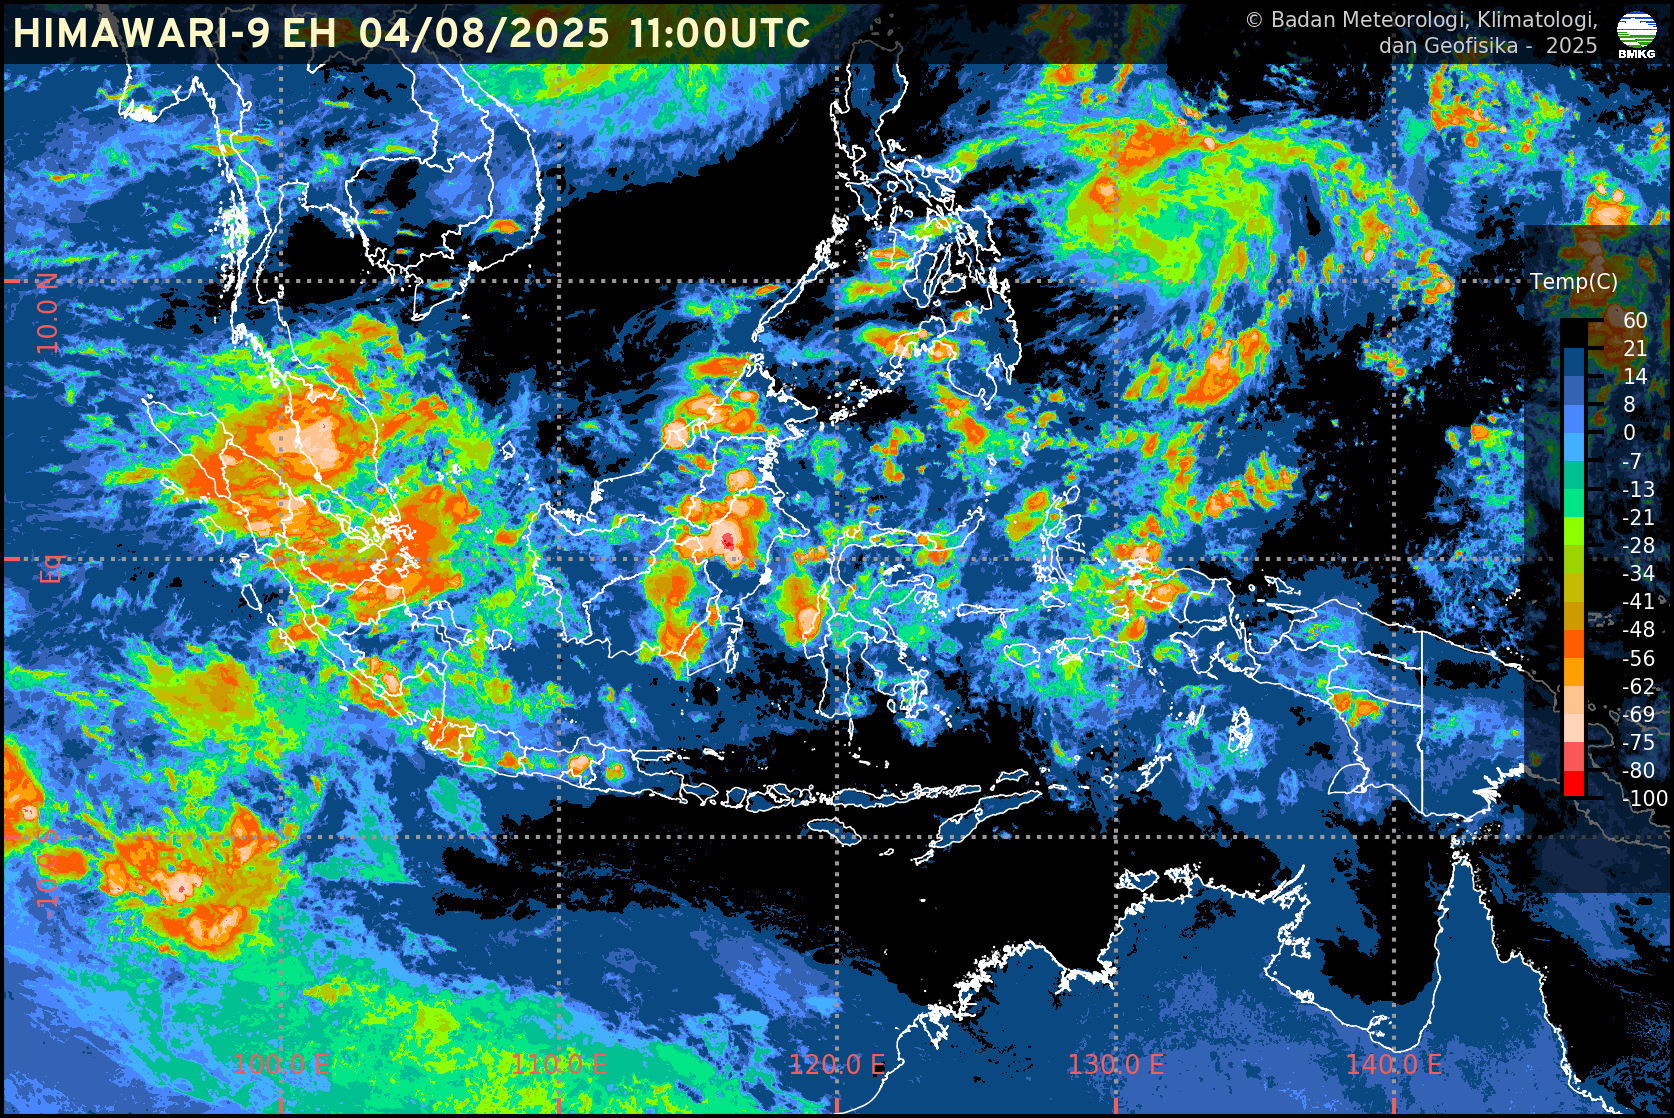 HIMAWARI-9 EH 04/08/2025 11:00UTC
© Badan Meteorologi, Klimatologi,
dan Geofisika - 2025
BMKG
Temp(C)
60
21
14
8
0
-7
-13
-21
-28
-34
-41
-48
-56
-62
-69
-75
-80
-100
10.0 N
Eq
-10.0 S
100.0 E
110.0 E
120.0 E
130.0 E
140.0 E